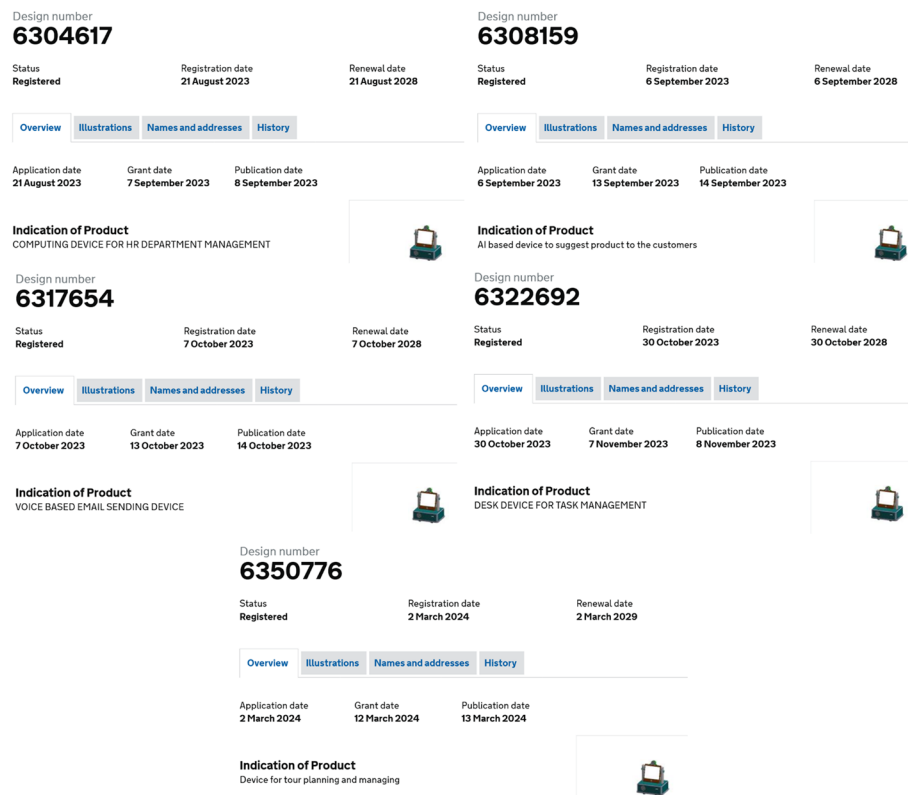 Design number
6304617
Status Registration date Renewal date
Registered 21 August 2023 21 August 2028
Overview Illustrations Names and addresses History
Application date Grant date Publication date
21 August 2023 7 September 2023 8 September 2023
Indication of Product
COMPUTING DEVICE FOR HR DEPARTMENT MANAGEMENT
Design number
6308159
Status Registration date Renewal date
Registered 6 September 2023 6 September 2028
Overview Illustrations Names and addresses History
Application date Grant date Publication date
6 September 2023 13 September 2023 14 September 2023
Indication of Product
AI based device to suggest product to the customers
Design number
6317654
Status Registration date Renewal date
Registered 7 October 2023 7 October 2028
Overview Illustrations Names and addresses History
Application date Grant date Publication date
7 October 2023 13 October 2023 14 October 2023
Indication of Product
VOICE BASED EMAIL SENDING DEVICE
Design number
6322692
Status Registration date Renewal date
Registered 30 October 2023 30 October 2028
Overview Illustrations Names and addresses History
Application date Grant date Publication date
30 October 2023 7 November 2023 8 November 2023
Indication of Product
DESK DEVICE FOR TASK MANAGEMENT
Design number
6350776
Status Registration date Renewal date
Registered 2 March 2024 2 March 2029
Overview Illustrations Names and addresses History
Application date Grant date Publication date
2 March 2024 12 March 2024 13 March 2024
Indication of Product
Device for tour planning and managing